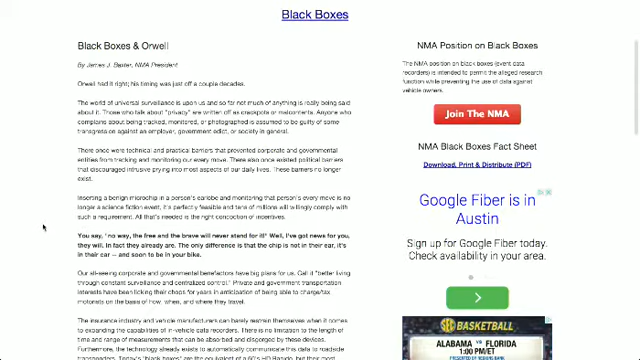 Black Boxes
Black Boxes & Orwell
By James J. Baxter, NMA President
Orwell had it right; his timing was just off a couple decades.
The world of universal surveillance is upon us and so far not much of anything is really being said
about it. Those who talk about "privacy" are written off as crackpots or malcontents. Anyone who
complains about being tracked, monitored, or photographed is assumed to be guilty of some
transgress on against an employer, government edict, or society in general.
There once were technical and practical barriers that prevented corporate and governmental
entities from tracking and monitoring our every move. There also once existed political barriers
that discouraged intrusive prying into most aspects of our daily lives. These barriers no longer
exist.
Inserting a benign microchip in a person's earlobe and monitoring that person's every move is no
longer a science fiction event, it's perfectly feasible and tens of millions will willingly comply with
such a requirement. All that's needed is the right concoction of incentives.
You say, "no way, the free and the brave will never stand for it!" Well, I've got news for you,
they will. In fact they already are. The only difference is that the chip is not in their ear, it's
in their car -- and soon to be in your bike.
Our all-seeing corporate and governmental benefactors have big plans for us. Call it "better living
through constant surveillance and centralized control." Private and government transportation
interests have been licking their chops for years in anticipation of being able to charge/tax
motorists on the basis of how, when, and where they travel.
The insurance industry and vehicle manufacturers can barely restrain themselves when it comes
to expanding the capabilities of in-vehicle data recorders. There is no limitation to the length of
time and range of measurements that can be absorbed and disgorged by these devices.
Furthermore, the technology already exists to automatically communicate this data to roadside
transponders. Today's "black boxes" are the equivalent of a 60's HD
but their most
NMA Position on Black Boxes
The NMA position on black boxes (event data
recorders) is intended to permit the alleged research
function while preventing the use of data against
vehicle owners.
Join The NMA
NMA Black Boxes Fact Sheet
Download, Print & Distribute (PDF)
Google Fiber is in
Austin
Sign up for Google Fiber today.
Check availability in your area.
BASKETBALL
ALABAMA VS FLORIDA
1:00 PM/ET